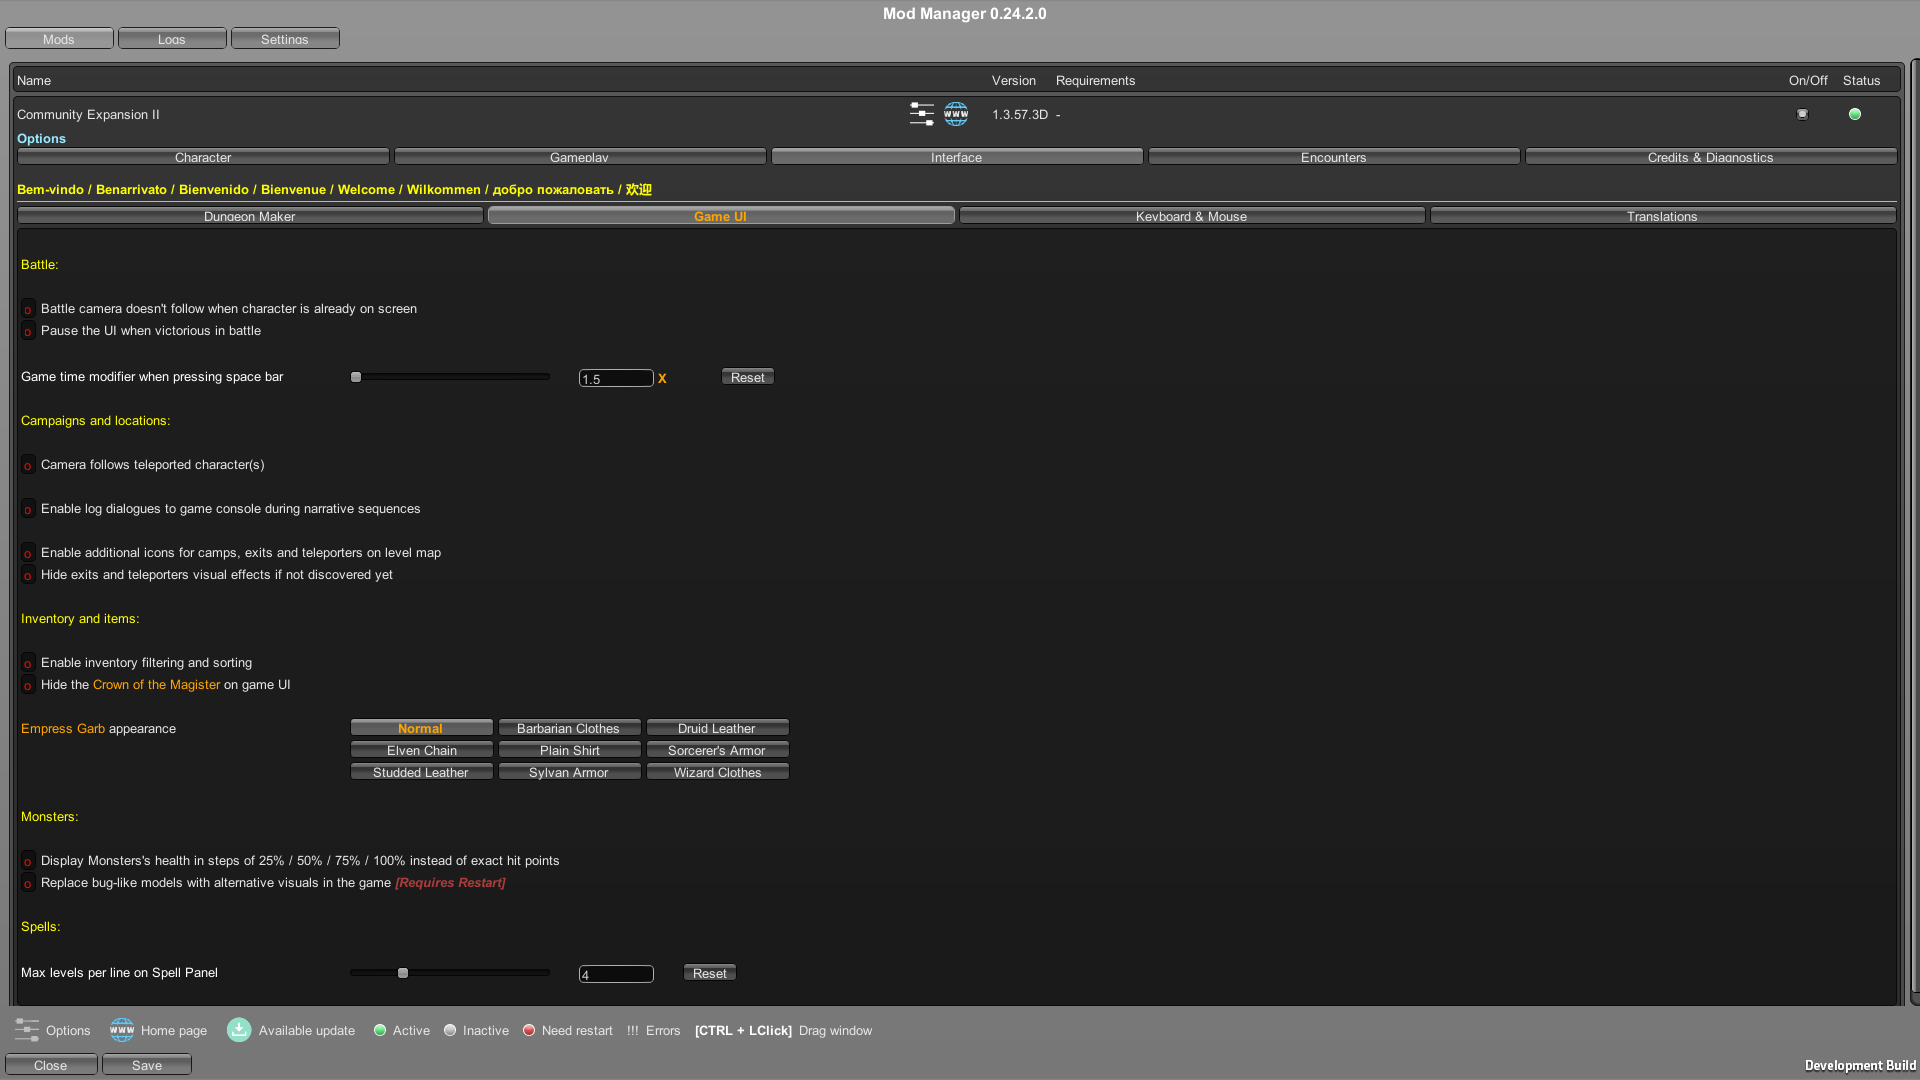 Mod Manager 0.24.2.0
Mods Logs Settings
Name Version Requirements On/Off Status
Community Expansion II WWW 1.3.57.3D - 
Options
Character Gameplay Interface Encounters Credits & Diagnostics
Bem-vindo / Benarrivato / Bienvenido / Bienvenue / Welcome / Wilkommen / добро пожаловать / 欢迎
Dungeon Maker Game UI Keyboard & Mouse Translations
Battle:
o Battle camera doesn't follow when character is already on screen
o Pause the UI when victorious in battle
Game time modifier when pressing space bar 1.5 X Reset
Campaigns and locations:
o Camera follows teleported character(s)
o Enable log dialogues to game console during narrative sequences
o Enable additional icons for camps, exits and teleporters on level map
o Hide exits and teleporters visual effects if not discovered yet
Inventory and items:
o Enable inventory filtering and sorting
o Hide the Crown of the Magister on game UI
Empress Garb appearance Normal Barbarian Clothes Druid Leather
Elven Chain Plain Shirt Sorcerer's Armor
Studded Leather Sylvan Armor Wizard Clothes
Monsters:
o Display Monsters's health in steps of 25% / 50% / 75% / 100% instead of exact hit points
o Replace bug-like models with alternative visuals in the game [Requires Restart]
Spells:
Max levels per line on Spell Panel 4 Reset
Options WWW Home page Available update Active Inactive Need restart !!! Errors [CTRL + LClick] Drag window
Close Save
Development Build